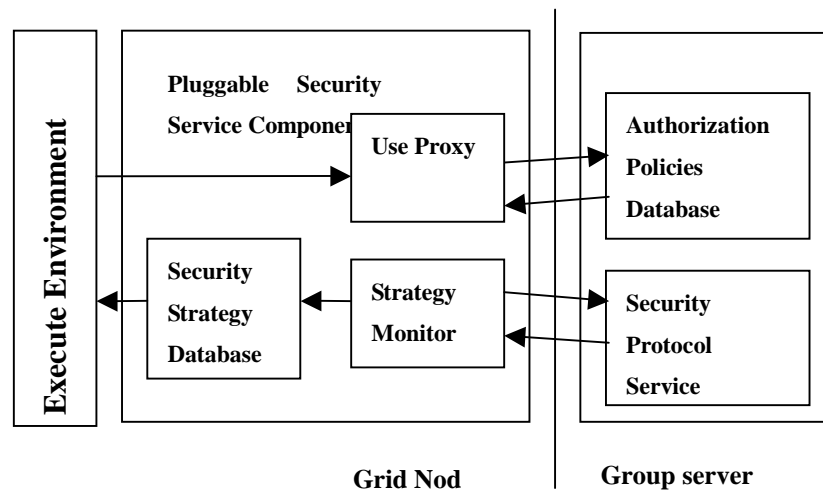 Execute Environment
Pluggable Security
Service Componen
Use Proxy
Security
Strategy
Database
Strategy
Monitor
Authorization
Policies
Database
Security
Protocol
Service
Grid Nod
Group server